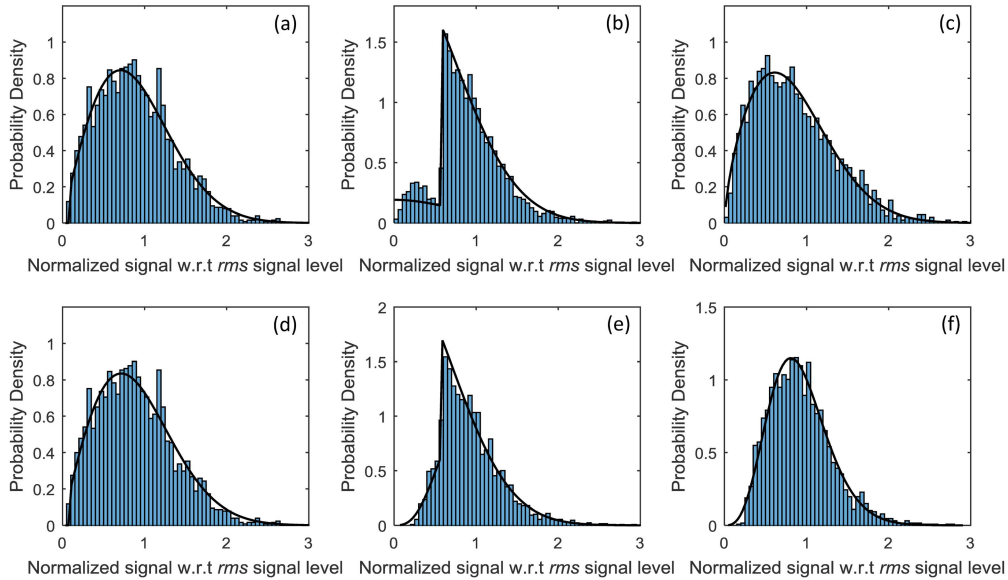 (a)
Probability Density
1
0.8
0.6
0.4
0.2
0
0 1 2 3
Normalized signal w.r.t rms signal level
(b)
Probability Density
1.5
1
0.5
0
0 1 2 3
Normalized signal w.r.t rms signal level
(c)
Probability Density
1
0.8
0.6
0.4
0.2
0
0 1 2 3
Normalized signal w.r.t rms signal level
(d)
Probability Density
1
0.8
0.6
0.4
0.2
0
0 1 2 3
Normalized signal w.r.t rms signal level
(e)
Probability Density
2
1.5
1
0.5
0
0 1 2 3
Normalized signal w.r.t rms signal level
(f)
Probability Density
1.5
1
0.5
0
0 1 2 3
Normalized signal w.r.t rms signal level